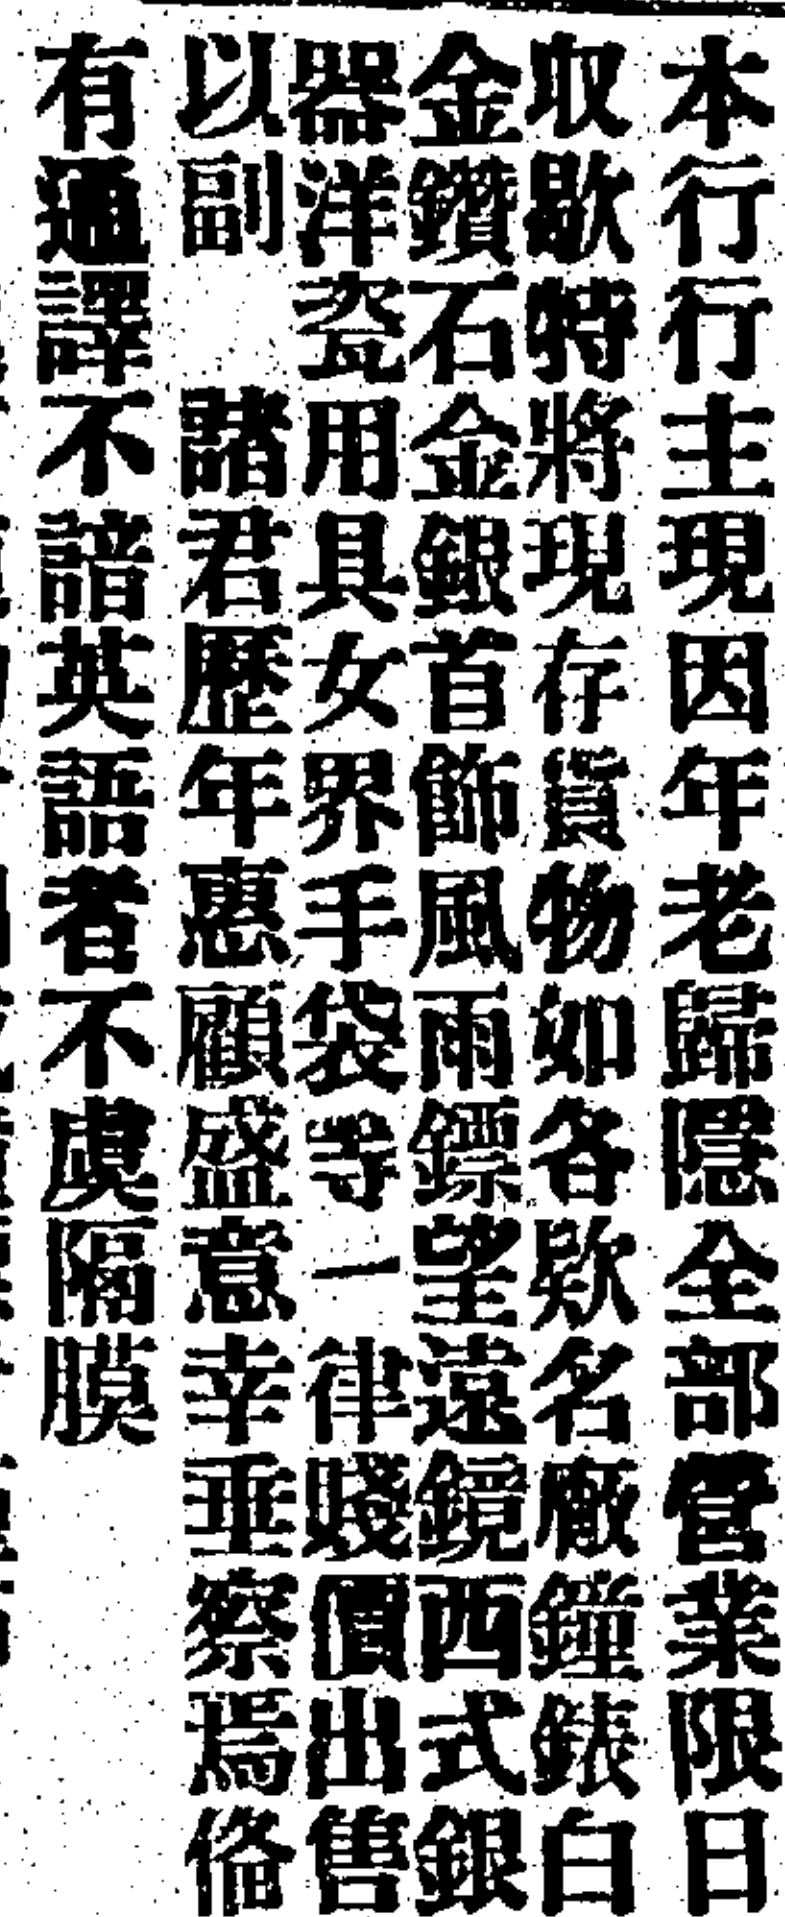 本行行主現因年老歸隱全部營業限日
収歇特將現存貨物如各欵名廠鐘錶白
金鑽石金銀首飾風雨鏢望遠鏡西式銀
器洋瓷用具女界手袋等一律賤價出售
以副　諸君歷年惠顧盛意幸垂察焉俻
有通譯不諳英語者不虞隔膜